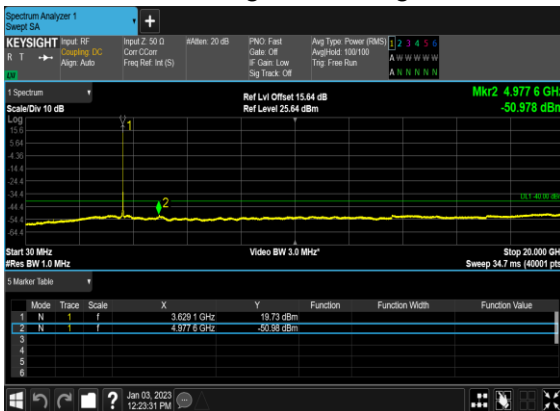 Spectrum Analyzer 1
Swept SA
KEYSIGHT
R T
LV
Input: RF
Coupling: DC
Align: Auto
Input Z: 50 Ω
Corr CCorr
Freq Ref: Int (S)
#Atten: 20 dB
PNO: Fast
Gate: Off
IF Gain: Low
Sig Track: Off
Avg Type: Power (RMS)
Avg|Hold: 100/100
Trig: Free Run
1 2 3 4 5 6
A W W W W W
A N N N N N
1 Spectrum
Scale/Div 10 dB
Ref Lvl Offset 15.64 dB
Ref Level 25.64 dBm
Mkr2 4.977 6 GHz
-50.978 dBm
Log
15.6
5.64
-4.36
-14.4
-24.4
-34.4
-44.4
-54.4
-64.4
1
2
DL1 -40.00 dBm
Start 30 MHz
#Res BW 1.0 MHz
Video BW 3.0 MHz*
Stop 20.000 GH
Sweep 34.7 ms (40001 pts
5 Marker Table
Mode Trace Scale X Y Function Function Width Function Value
1 N 1 f 3.629 1 GHz 19.73 dBm
2 N 1 f 4.977 6 GHz -50.98 dBm
3
4
5
6
?
Jan 03, 2023
12:23:31 PM